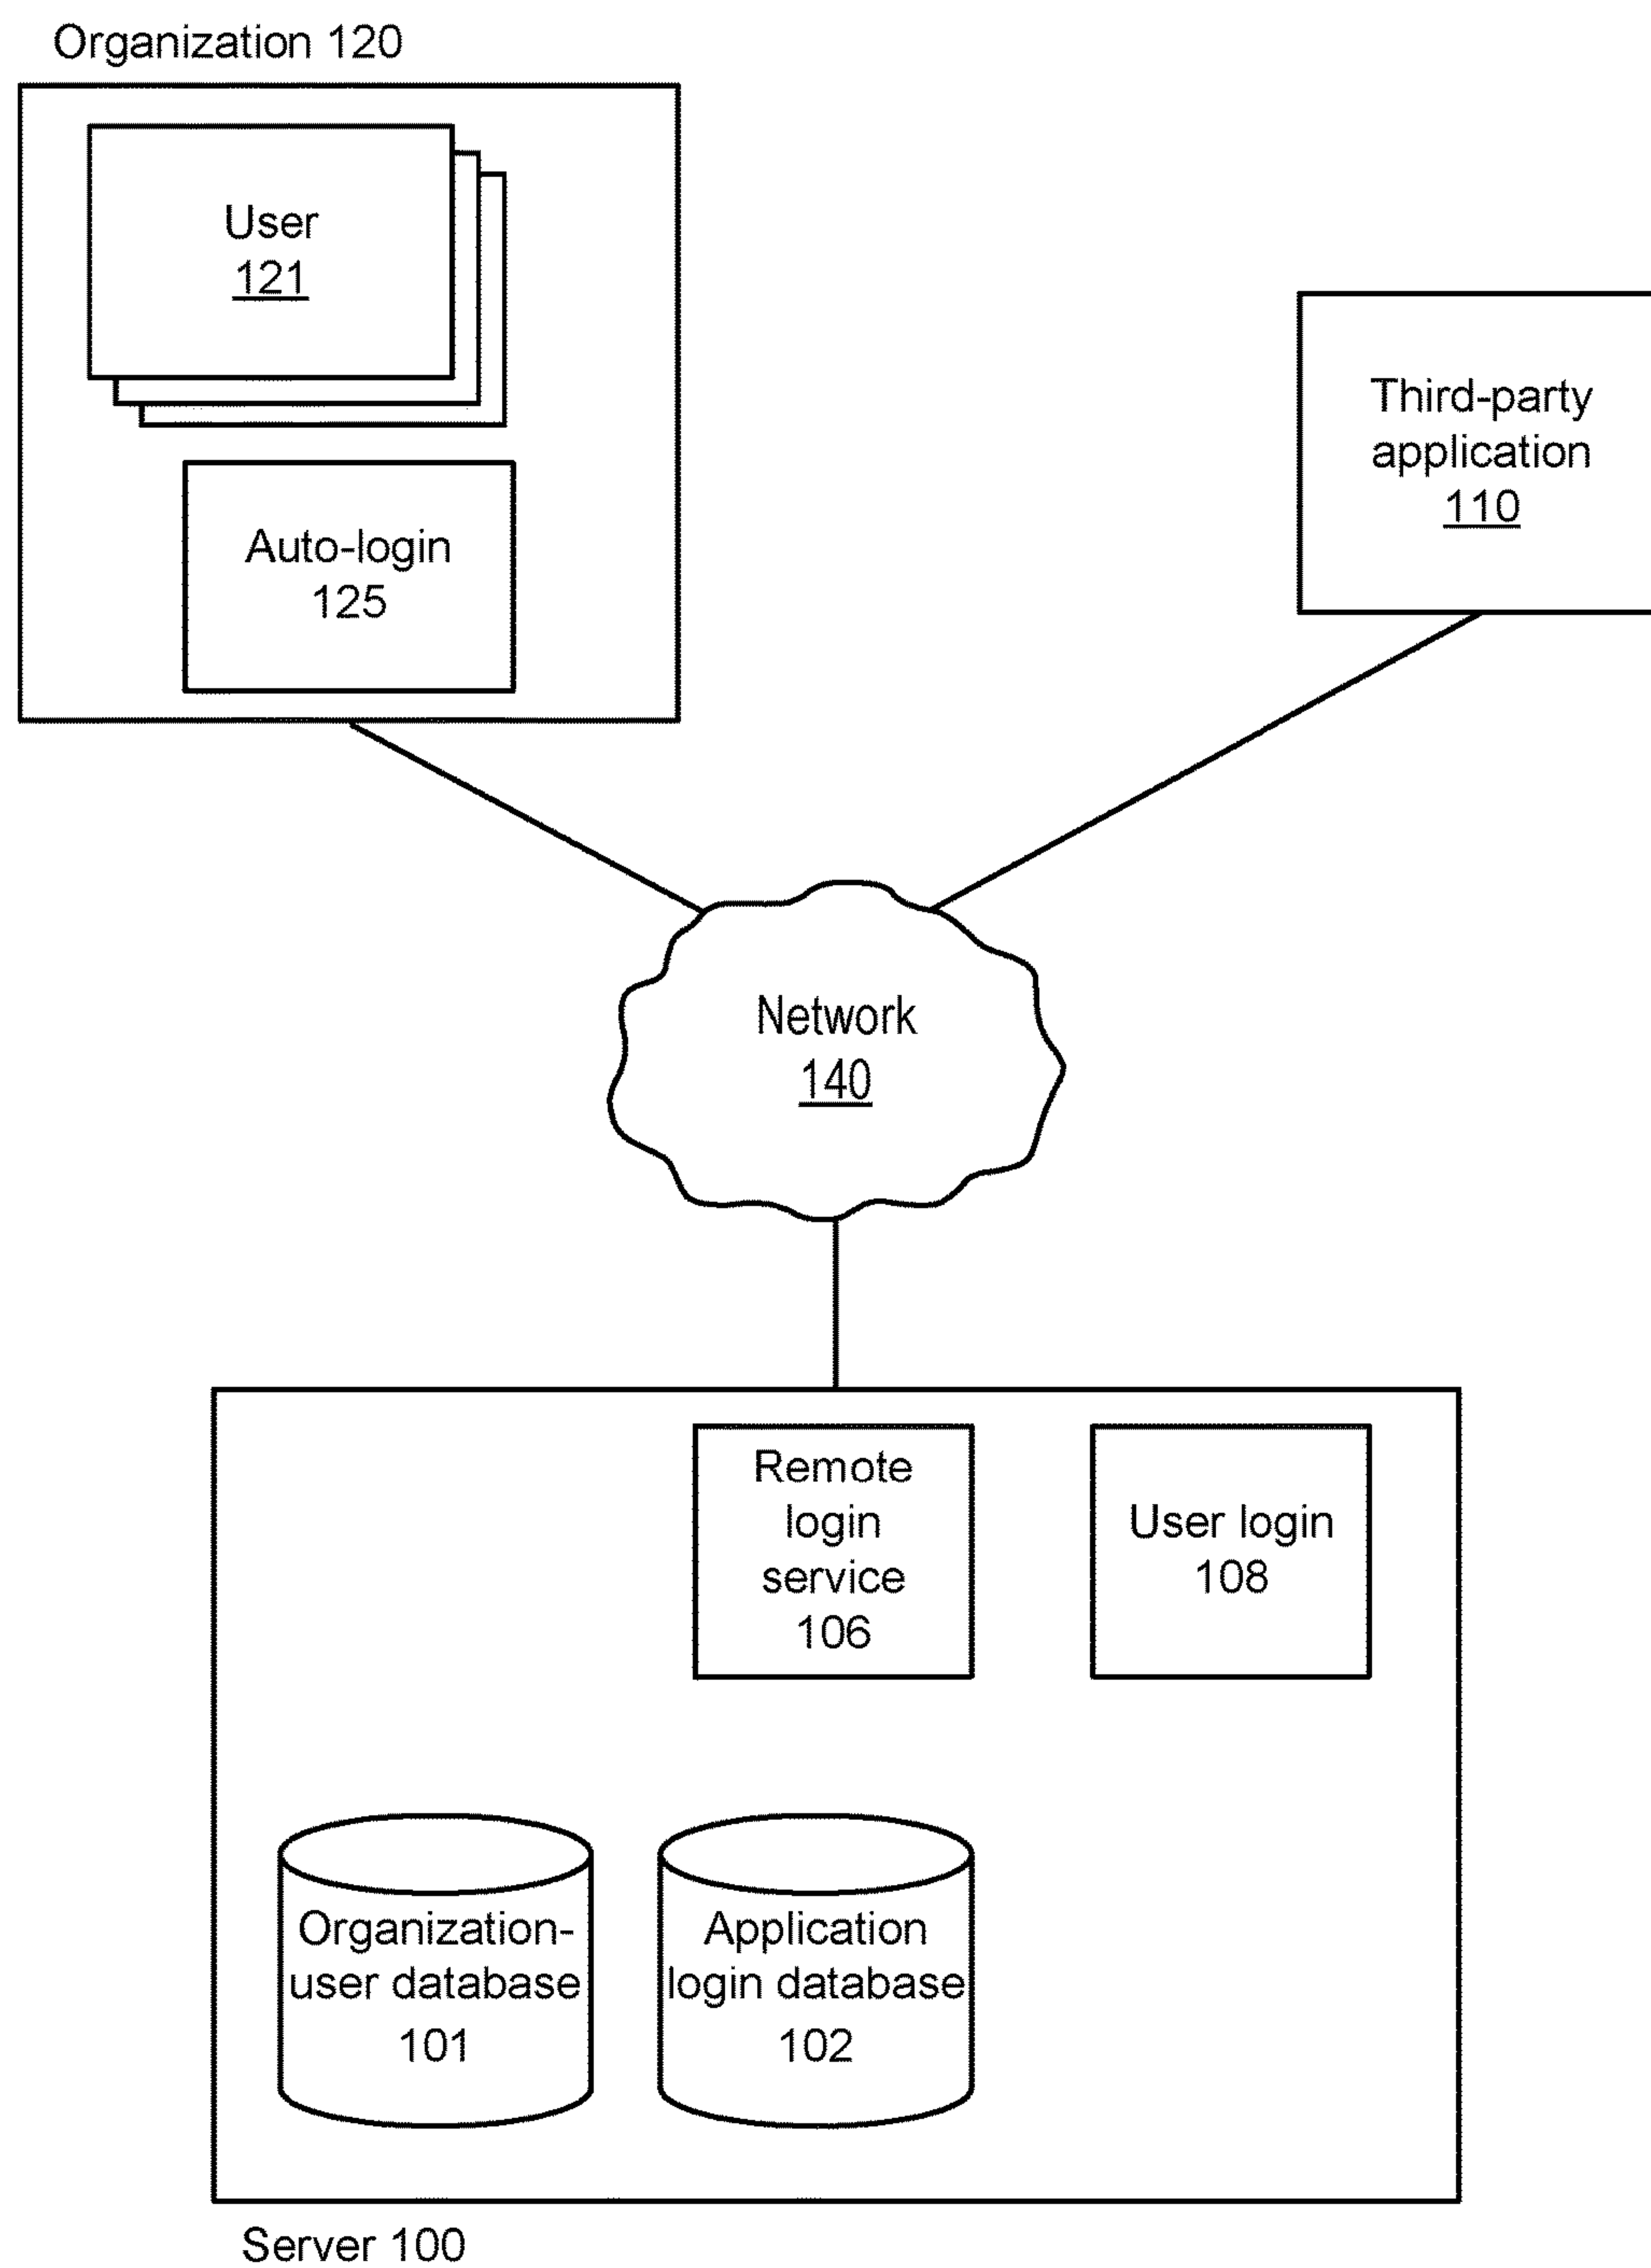 Organization 120
User
121
Auto-login
125
Third-party
application
110
Network
140
Remote
login
service
106
User login
108
Organization-
user database
101
Application
login database
102
Server 100